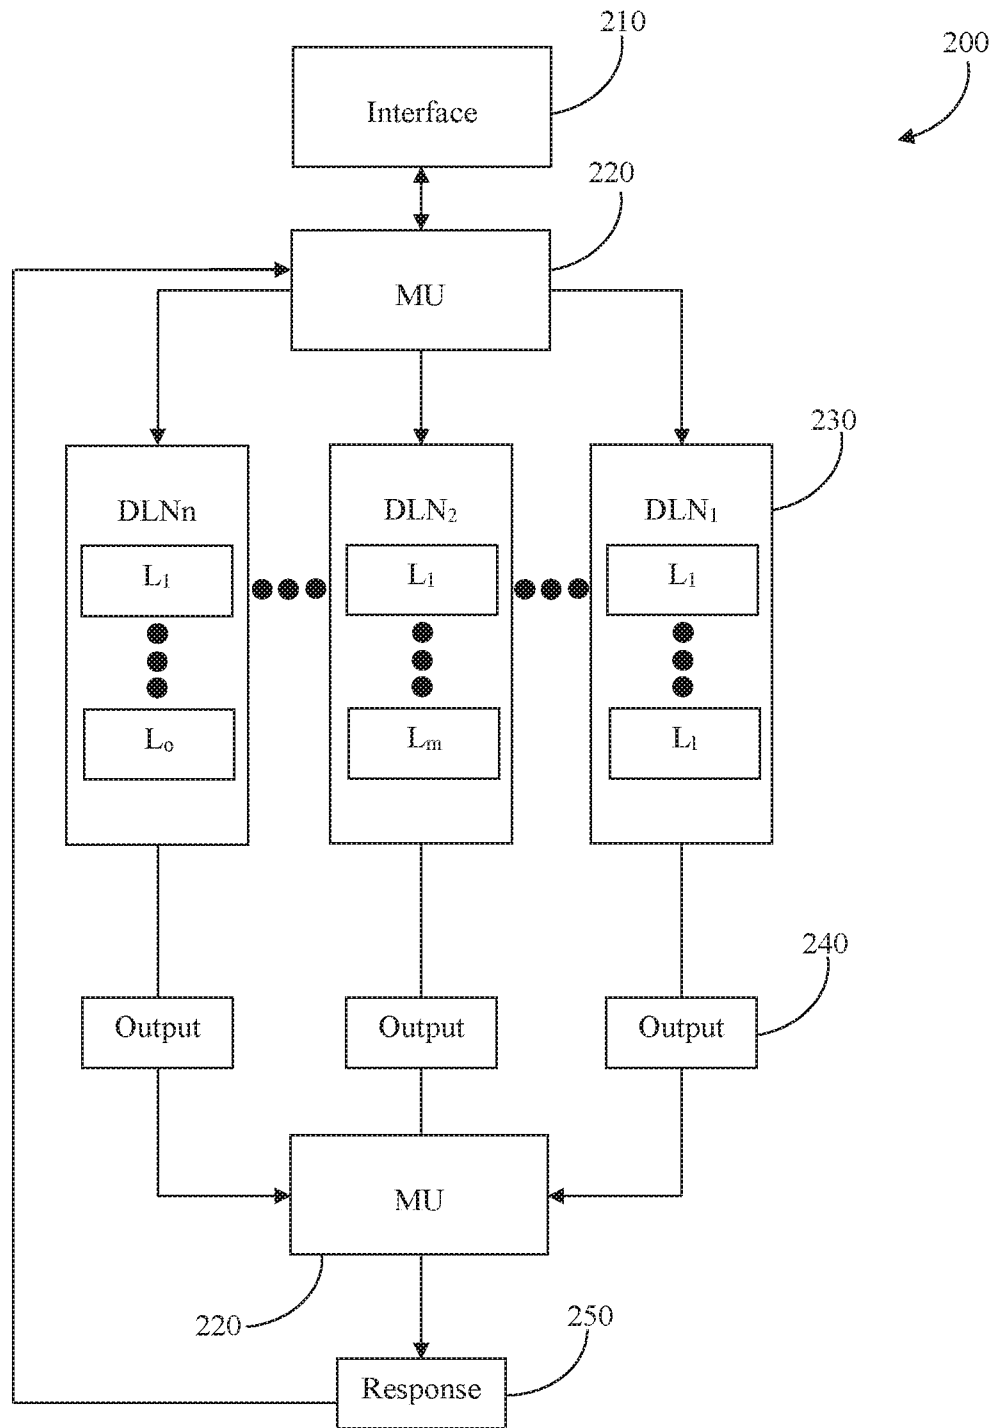 210
200
Interface
220
MU
230
DLNn
DLN₂
DLN₁
L₁
L₁
L₁
Lₒ
Lₘ
Lₗ
240
Output
Output
Output
MU
220
250
Response